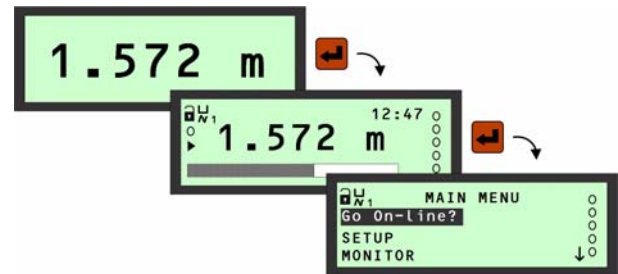 1.572 m
12:47
1.572 m
MAIN MENU
Go On-line?
SETUP
MONITOR